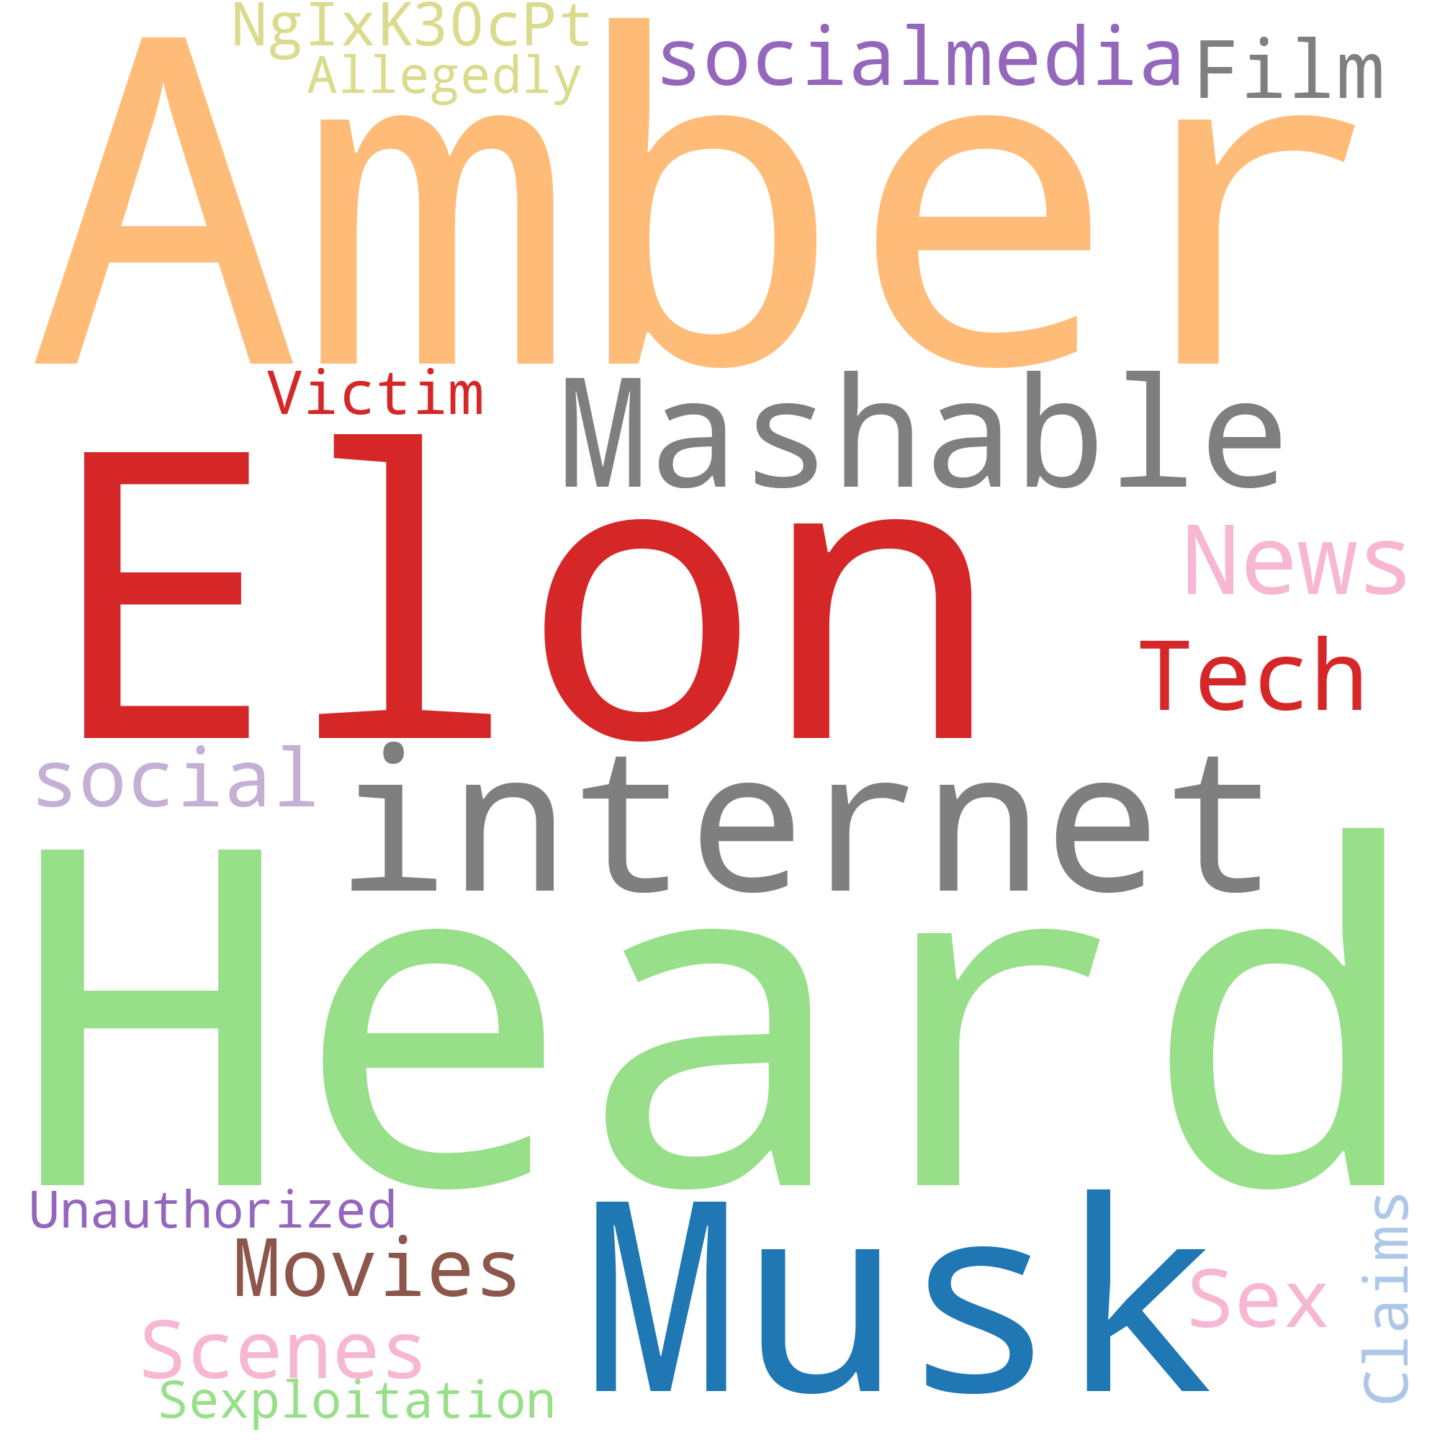 NgIxK30cPt
Allegedly
socialmedia
Film
Amber
Victim
Mashable
Elon
News
Tech
social
internet
Heard
Unauthorized
Movies
Musk
Sex
Claims
Scenes
Sexploitation